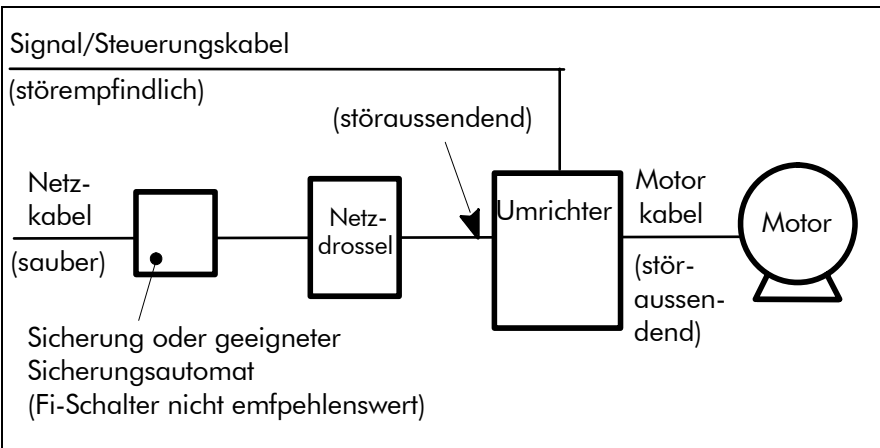 Signal/Steuerungskabel
(störempfindlich)
(störaussendend)
Netz-
kabel
(sauber)
Netz-
drossel
Umrichter
Motor
kabel
(stör-
aussen-
dend)
Motor
Sicherung oder geeigneter
Sicherungsautomat
(Fi-Schalter nicht emfpehlenswert)